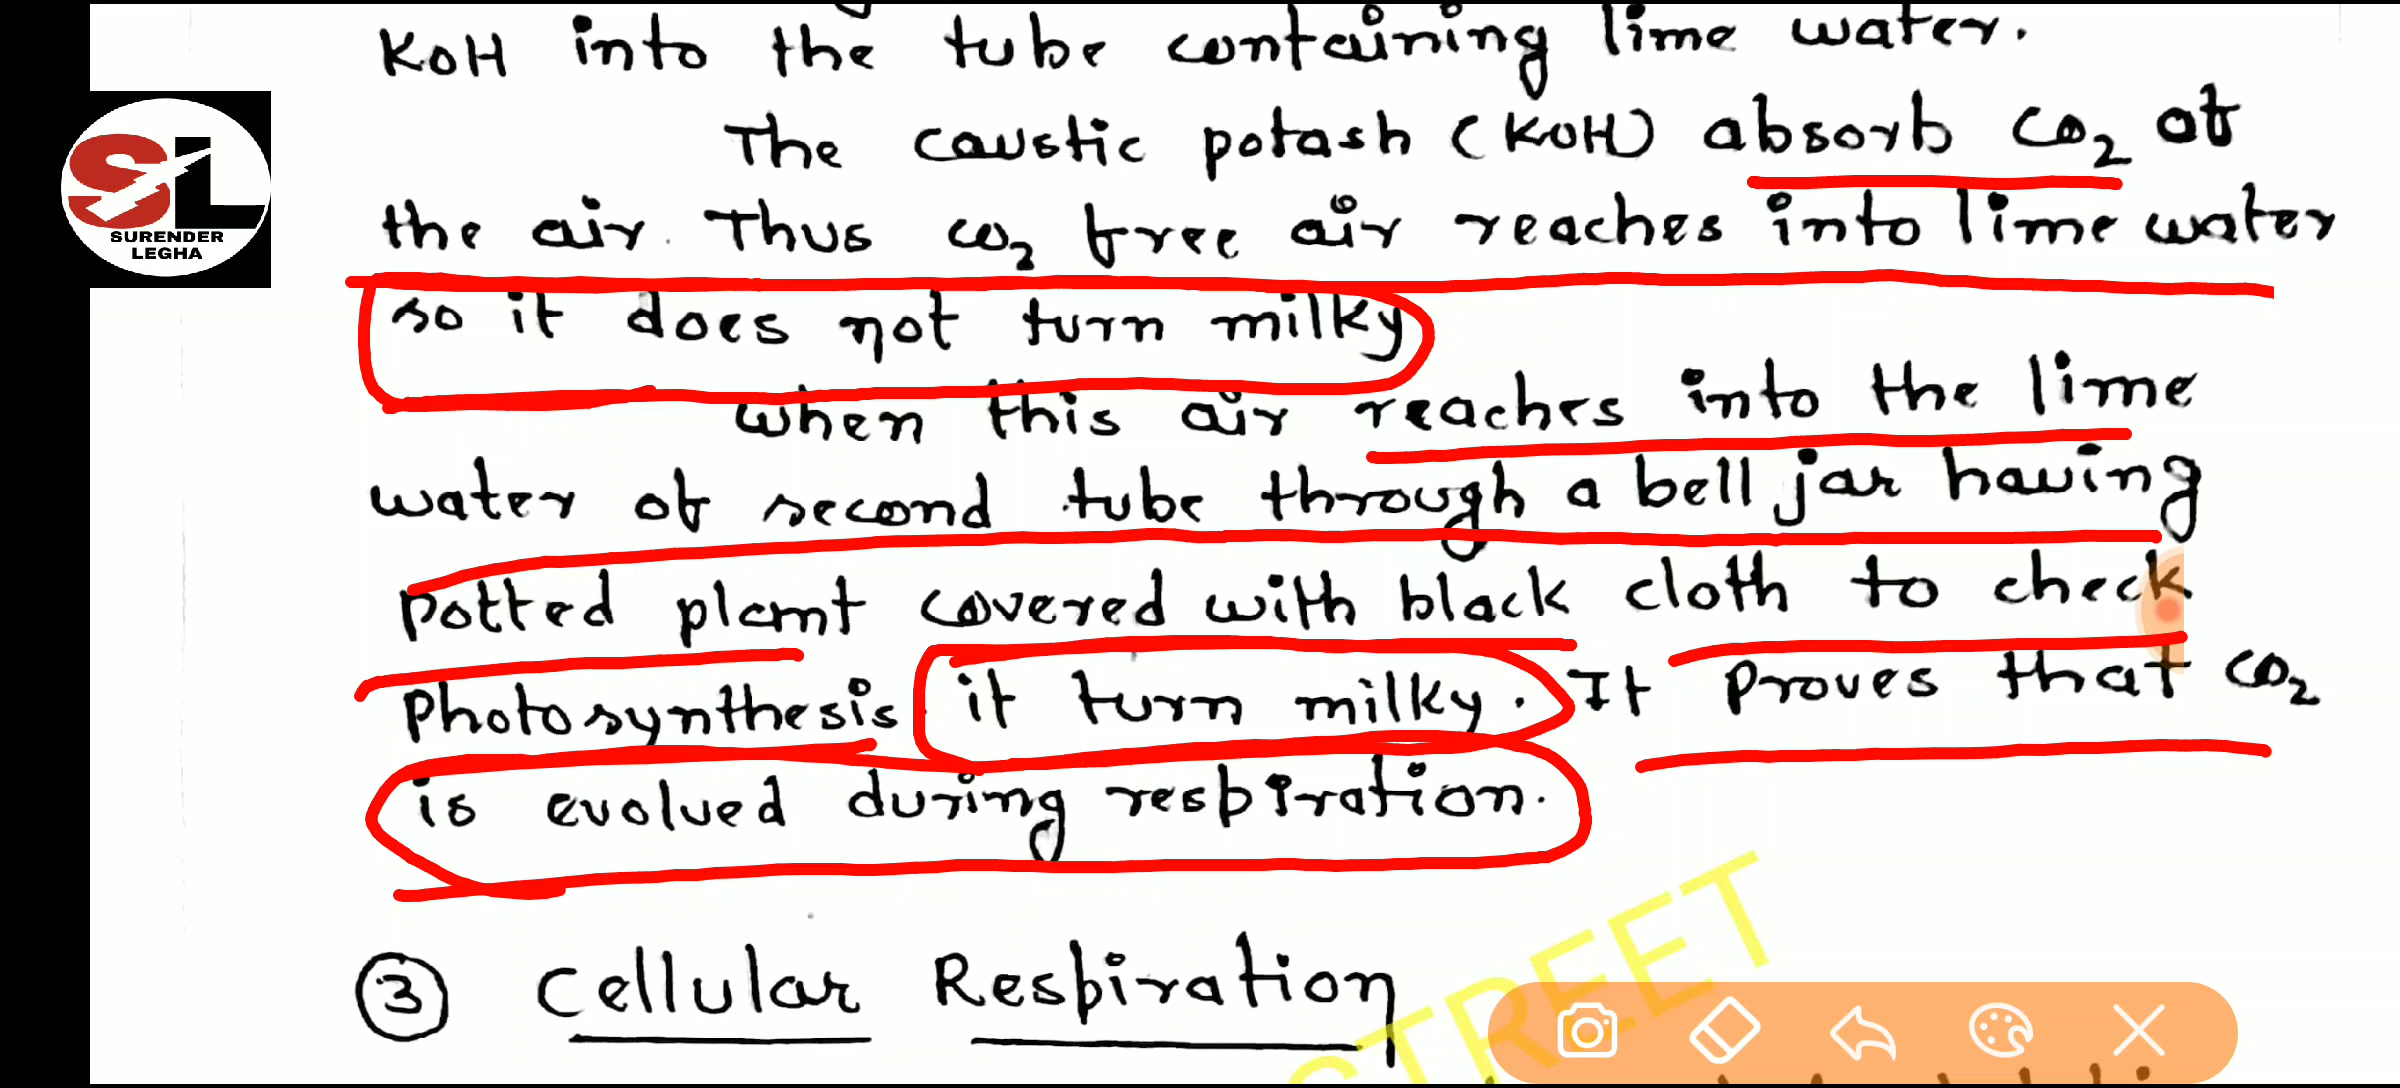 KOH into the tube containing lime water.
The caustic potash (KOH) absorb CO2 of
the air. Thus CO2 free air reaches into lime water
so it does not turn milky
When this air reaches into the lime
water of second tube through a bell jar having
potted plant covered with black cloth to check
photosynthesis it turn milky. It proves that CO2
is evolved during respiration.
③ Cellular Respiration
SL
SURENDER
LEGHA
STREET